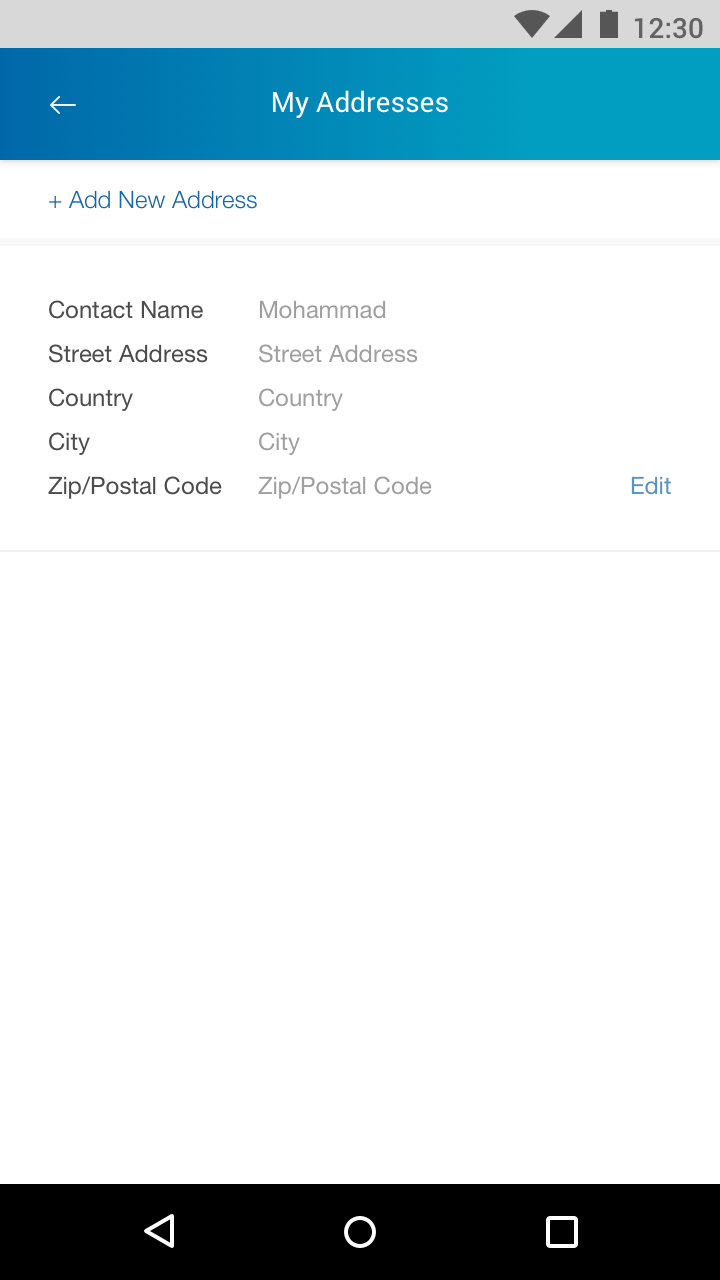 12:30
My Addresses
+ Add New Address
Contact Name Mohammad
Street Address Street Address
Country Country
City City
Zip/Postal Code Zip/Postal Code Edit